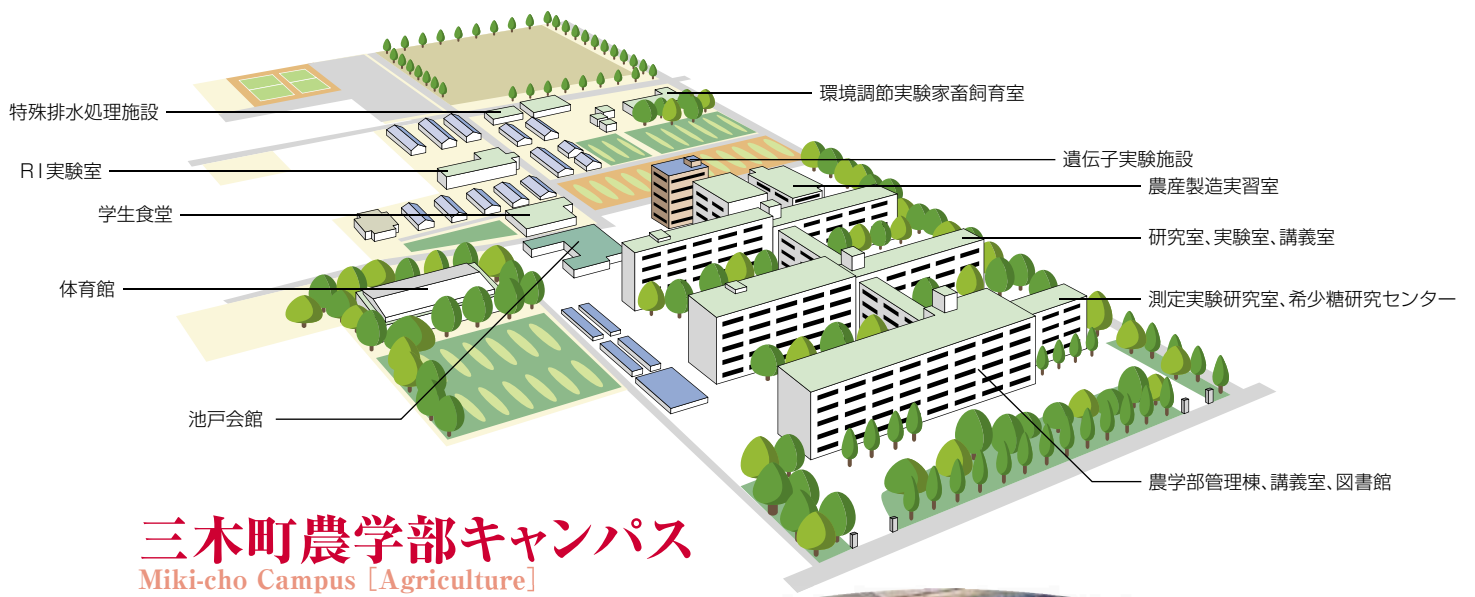 特殊排水処理施設
RI実験室
学生食堂
体育館
池戸会館
環境調節実験家畜飼育室
遺伝子実験施設
農産製造実習室
研究室、実験室、講義室
測定実験研究室、希少糖研究センター
農学部管理棟、講義室、図書館
三木町農学部キャンパス
Miki-cho Campus [Agriculture]